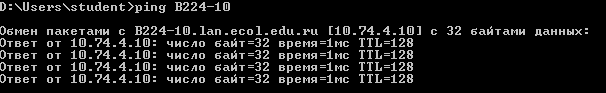 D:\Users\student>ping B224-10
Обмен пакетами с B224-10.lan.ecol.edu.ru [10.74.4.10] с 32 байтами данных:
Ответ от 10.74.4.10: число байт=32 время=1мс TTL=128
Ответ от 10.74.4.10: число байт=32 время=1мс TTL=128
Ответ от 10.74.4.10: число байт=32 время=1мс TTL=128
Ответ от 10.74.4.10: число байт=32 время=1мс TTL=128